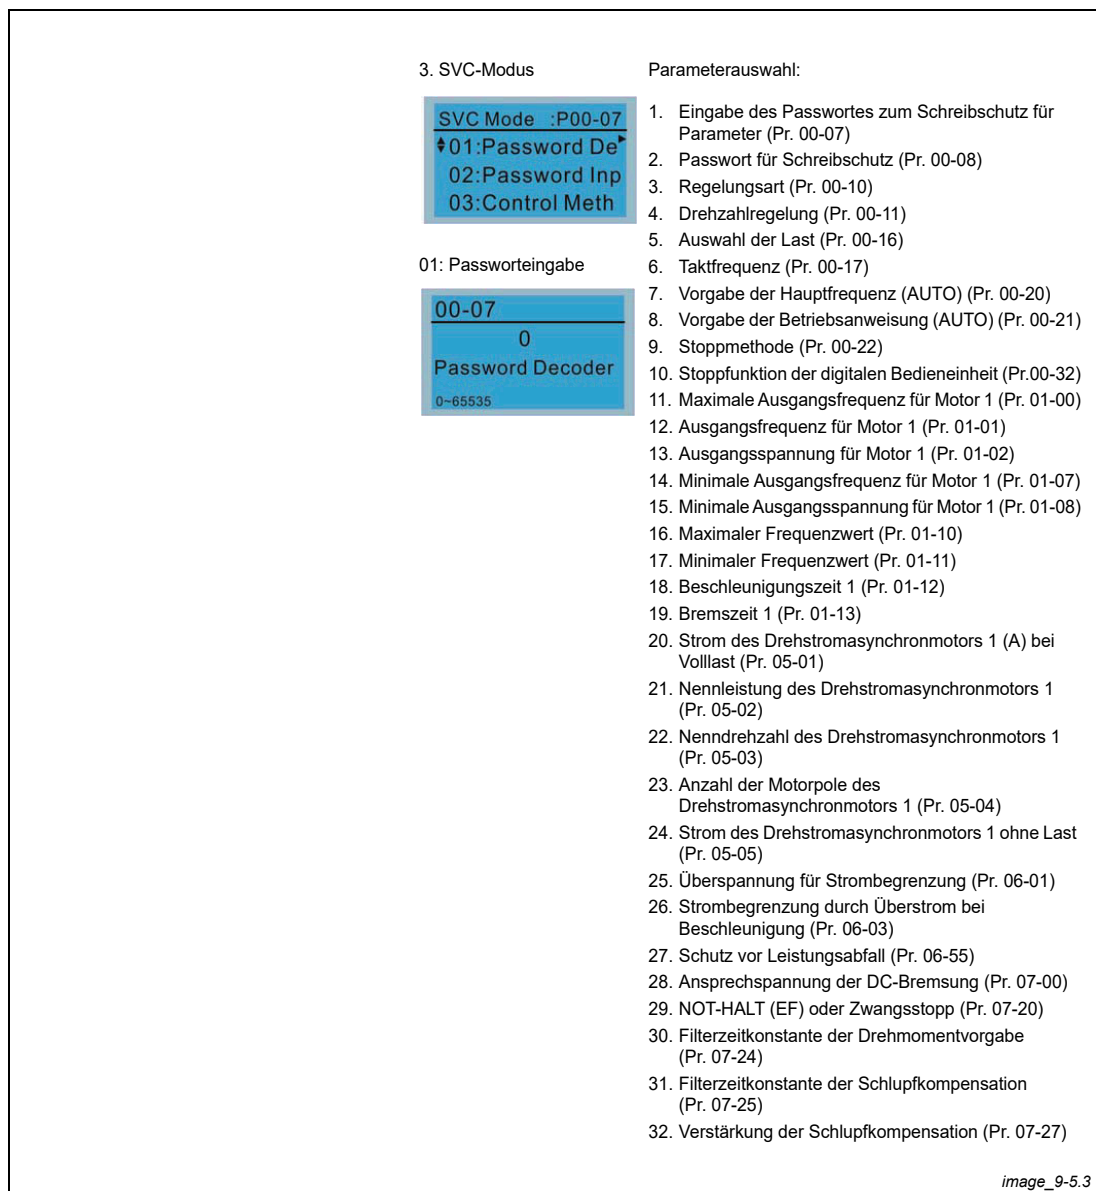 3. SVC-Modus
SVC Mode :P00-07
01:Password De
02:Password Inp
03:Control Meth
01: Passworteingabe
00-07
0
Password Decoder
0~65535
Parameterauswahl:
1. Eingabe des Passwortes zum Schreibschutz für
Parameter (Pr. 00-07)
2. Passwort für Schreibschutz (Pr. 00-08)
3. Regelungsart (Pr. 00-10)
4. Drehzahlregelung (Pr. 00-11)
5. Auswahl der Last (Pr. 00-16)
6. Taktfrequenz (Pr. 00-17)
7. Vorgabe der Hauptfrequenz (AUTO) (Pr. 00-20)
8. Vorgabe der Betriebsanweisung (AUTO) (Pr. 00-21)
9. Stoppmethode (Pr. 00-22)
10. Stoppfunktion der digitalen Bedieneinheit (Pr.00-32)
11. Maximale Ausgangsfrequenz für Motor 1 (Pr. 01-00)
12. Ausgangsfrequenz für Motor 1 (Pr. 01-01)
13. Ausgangsspannung für Motor 1 (Pr. 01-02)
14. Minimale Ausgangsfrequenz für Motor 1 (Pr. 01-07)
15. Minimale Ausgangsspannung für Motor 1 (Pr. 01-08)
16. Maximaler Frequenzwert (Pr. 01-10)
17. Minimaler Frequenzwert (Pr. 01-11)
18. Beschleunigungszeit 1 (Pr. 01-12)
19. Bremszeit 1 (Pr. 01-13)
20. Strom des Drehstromasynchronmotors 1 (A) bei
Volllast (Pr. 05-01)
21. Nennleistung des Drehstromasynchronmotors 1
(Pr. 05-02)
22. Nenndrehzahl des Drehstromasynchronmotors 1
(Pr. 05-03)
23. Anzahl der Motorpole des
Drehstromasynchronmotors 1 (Pr. 05-04)
24. Strom des Drehstromasynchronmotors 1 ohne Last
(Pr. 05-05)
25. Überspannung für Strombegrenzung (Pr. 06-01)
26. Strombegrenzung durch Überstrom bei
Beschleunigung (Pr. 06-03)
27. Schutz vor Leistungsabfall (Pr. 06-55)
28. Ansprechspannung der DC-Bremsung (Pr. 07-00)
29. NOT-HALT (EF) oder Zwangsstopp (Pr. 07-20)
30. Filterzeitkonstante der Drehmomentvorgabe
(Pr. 07-24)
31. Filterzeitkonstante der Schlupfkompensation
(Pr. 07-25)
32. Verstärkung der Schlupfkompensation (Pr. 07-27)
image_9-5.3